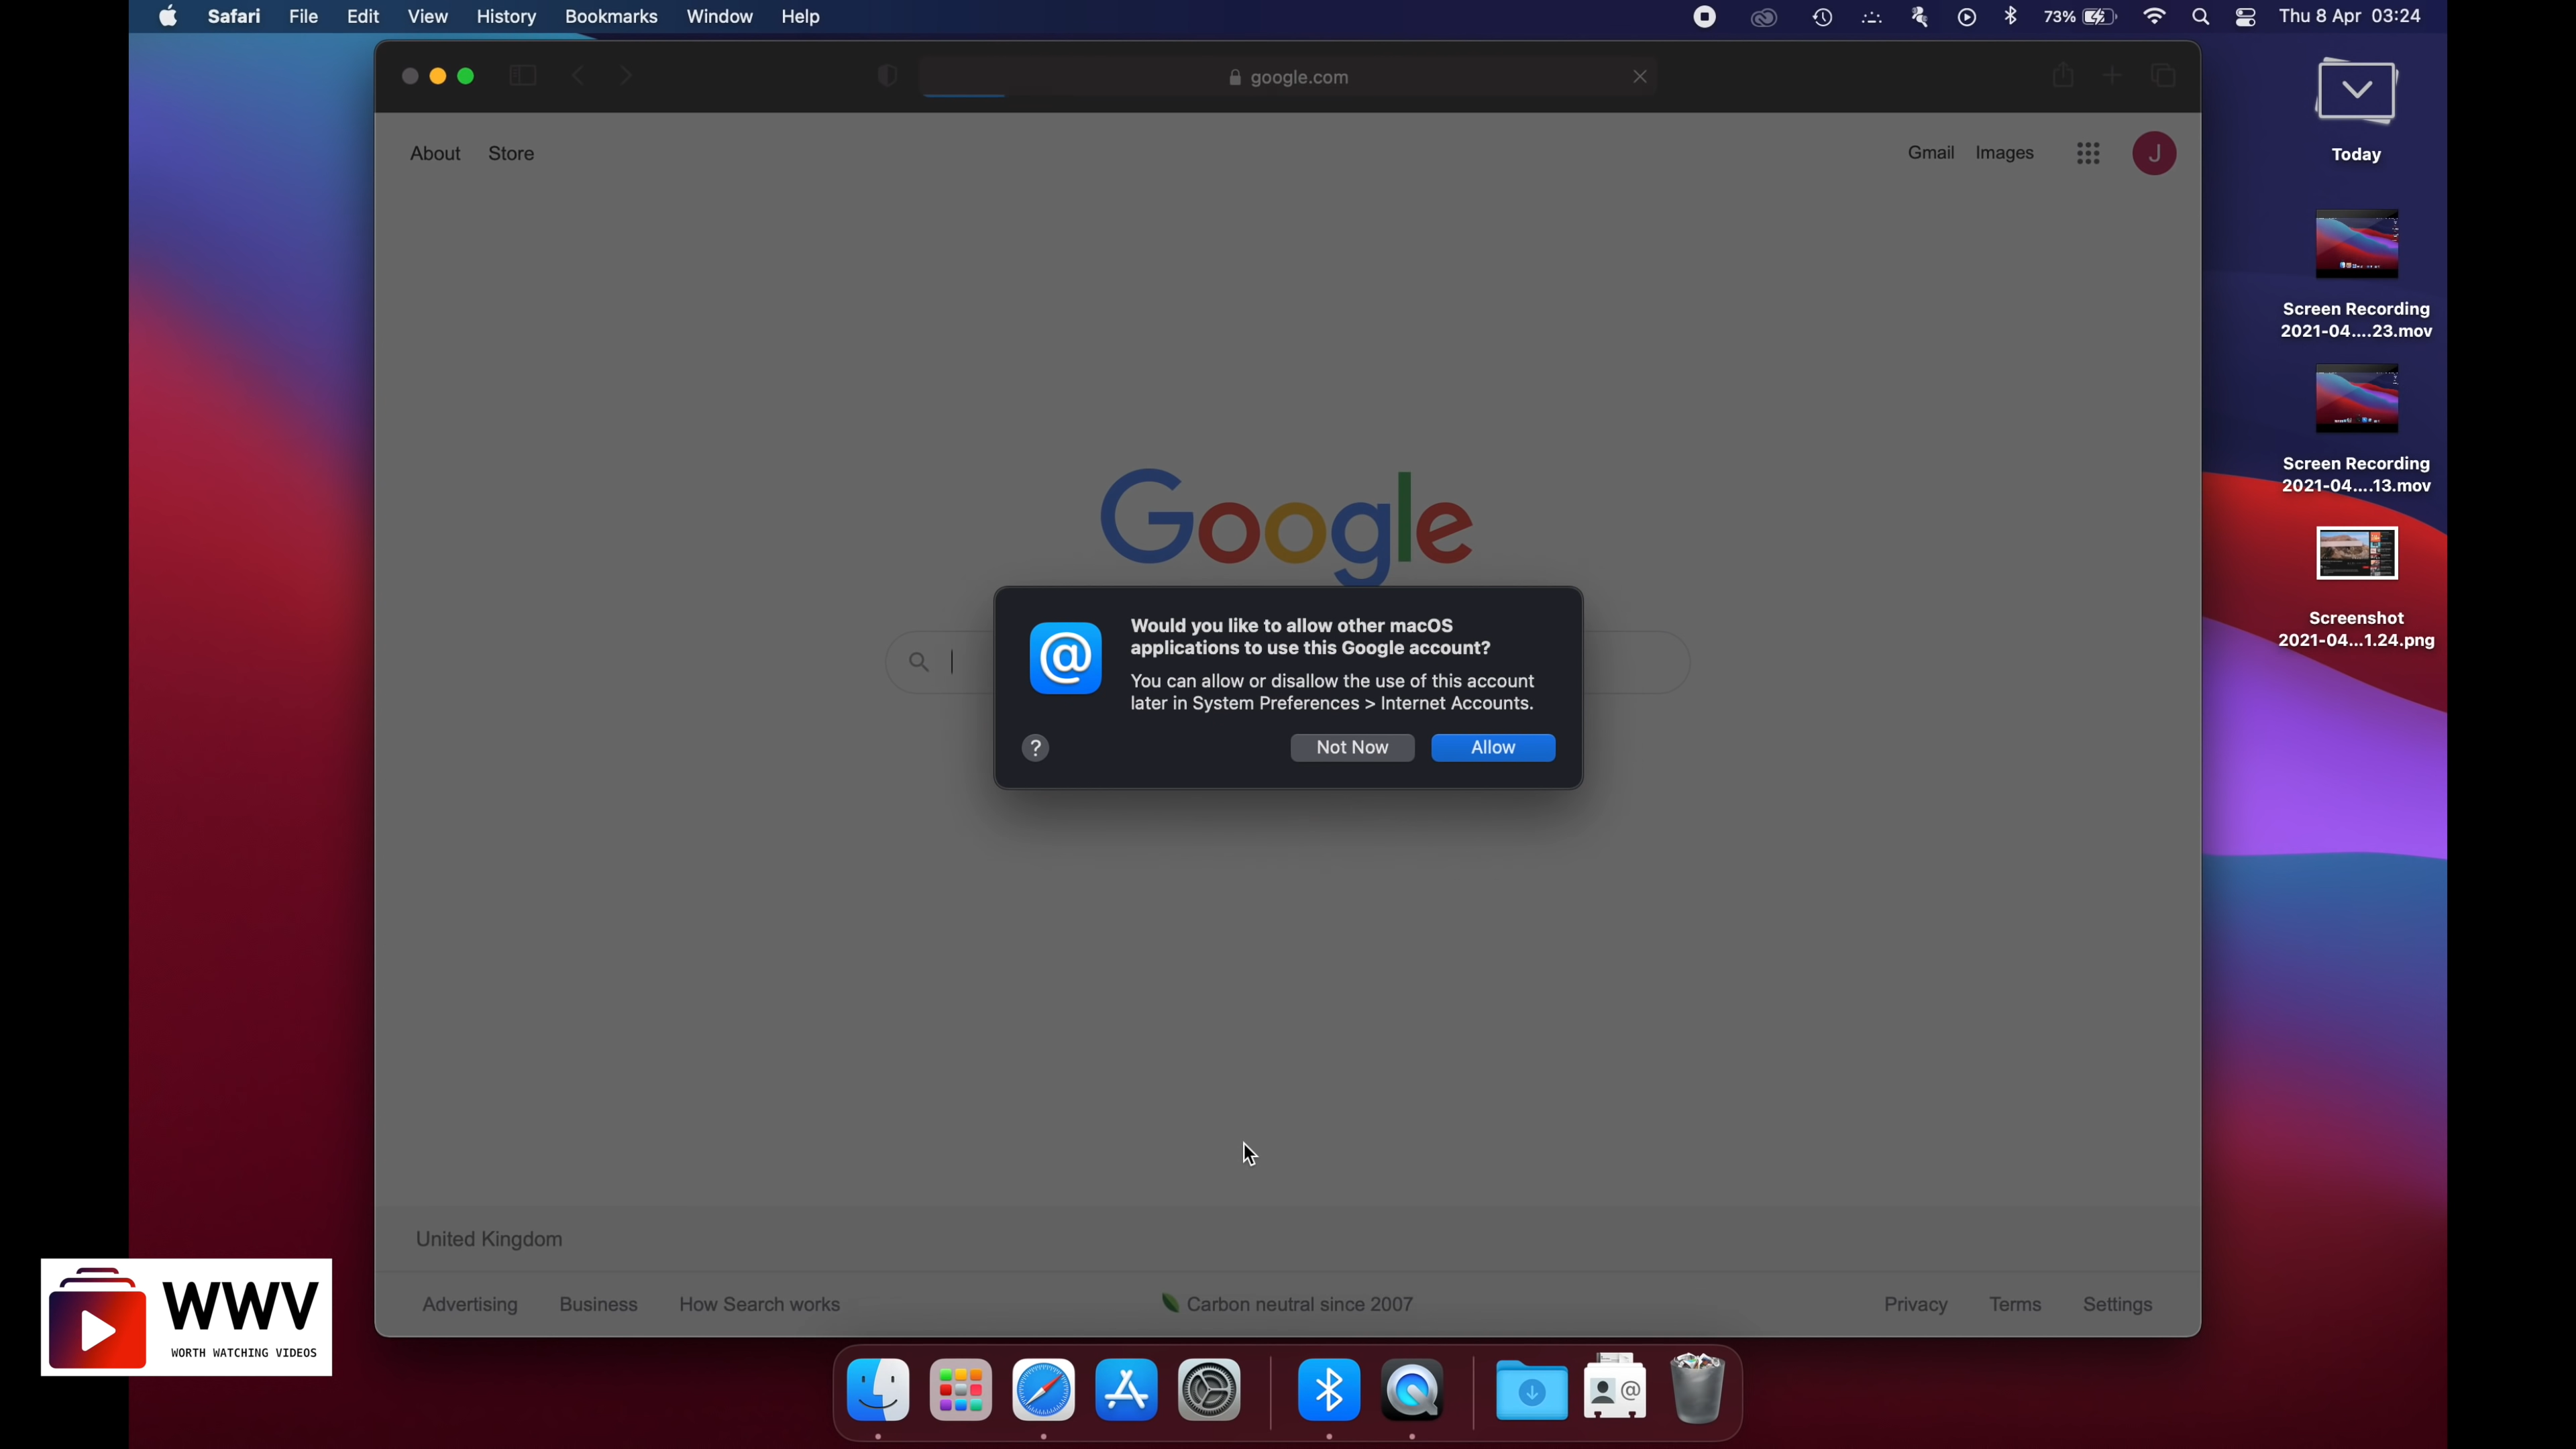 Safari File Edit View History Bookmarks Window Help
73% Thu 8 Apr 03:24
google.com
About Store
Gmail Images
J
Today
Screen Recording
2021-04....23.mov
Screen Recording
2021-04....13.mov
Screenshot
2021-04...1.24.png
Google
Would you like to allow other macOS
applications to use this Google account?
You can allow or disallow the use of this account
later in System Preferences > Internet Accounts.
? Not Now Allow
United Kingdom
Advertising Business How Search works
Carbon neutral since 2007
Privacy Terms Settings
WWV
WORTH WATCHING VIDEOS